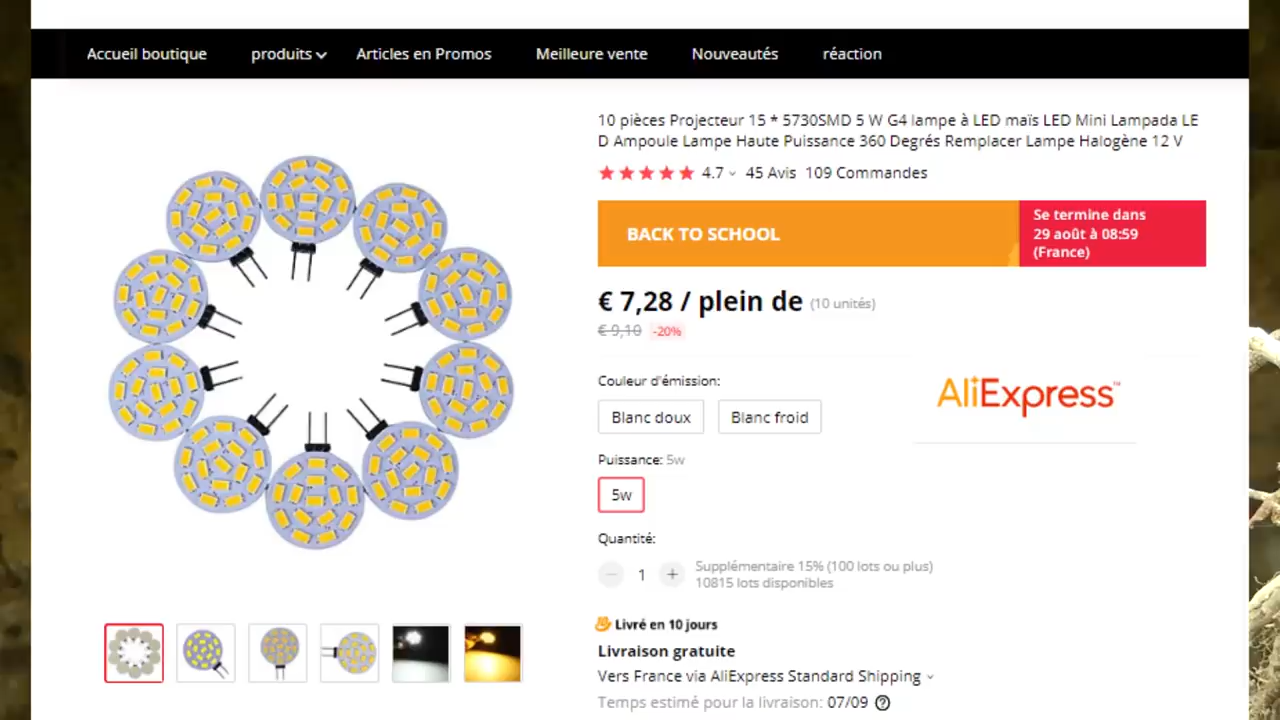 Accueil boutique produits Articles en Promos Meilleure vente Nouveautés réaction
10 pièces Projecteur 15 * 5730SMD 5 W G4 lampe à LED maïs LED Mini Lampada LE
D Ampoule Lampe Haute Puissance 360 Degrés Remplacer Lampe Halogène 12 V
4.7 45 Avis 109 Commandes
BACK TO SCHOOL
Se termine dans
29 août à 08:59
(France)
€ 7,28 / plein de (10 unités)
€ 9,10 -20%
Couleur d'émission:
Blanc doux Blanc froid
AliExpress™
Puissance: 5w
5w
Quantité:
1
Supplémentaire 15% (100 lots ou plus)
10815 lots disponibles
Livré en 10 jours
Livraison gratuite
Vers France via AliExpress Standard Shipping
Temps estimé pour la livraison: 07/09